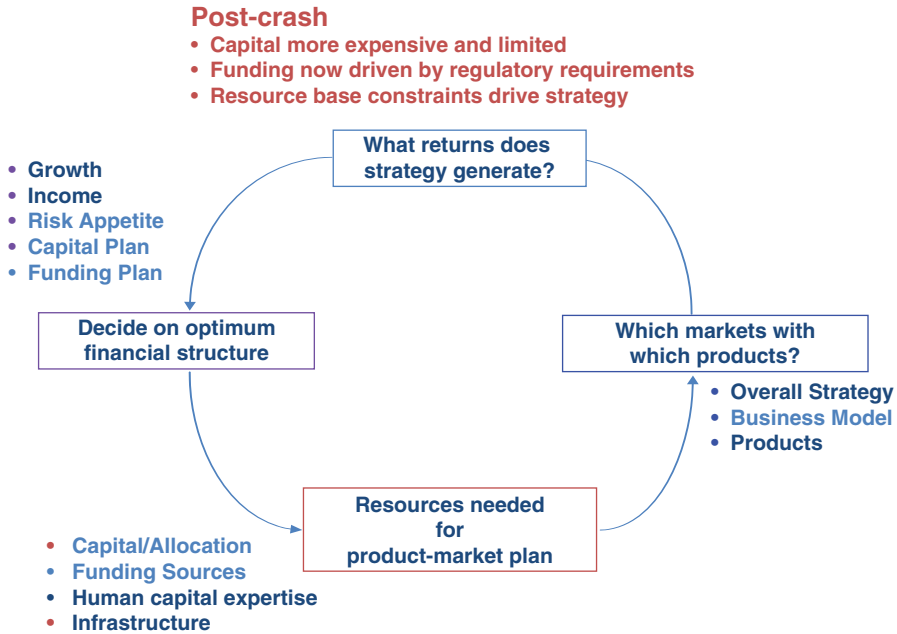 Post-crash
• Capital more expensive and limited
• Funding now driven by regulatory requirements
• Resource base constraints drive strategy
What returns does
strategy generate?
• Growth
• Income
• Risk Appetite
• Capital Plan
• Funding Plan
Decide on optimum
financial structure
Which markets with
which products?
• Overall Strategy
• Business Model
• Products
Resources needed
for
product-market plan
• Capital/Allocation
• Funding Sources
• Human capital expertise
• Infrastructure